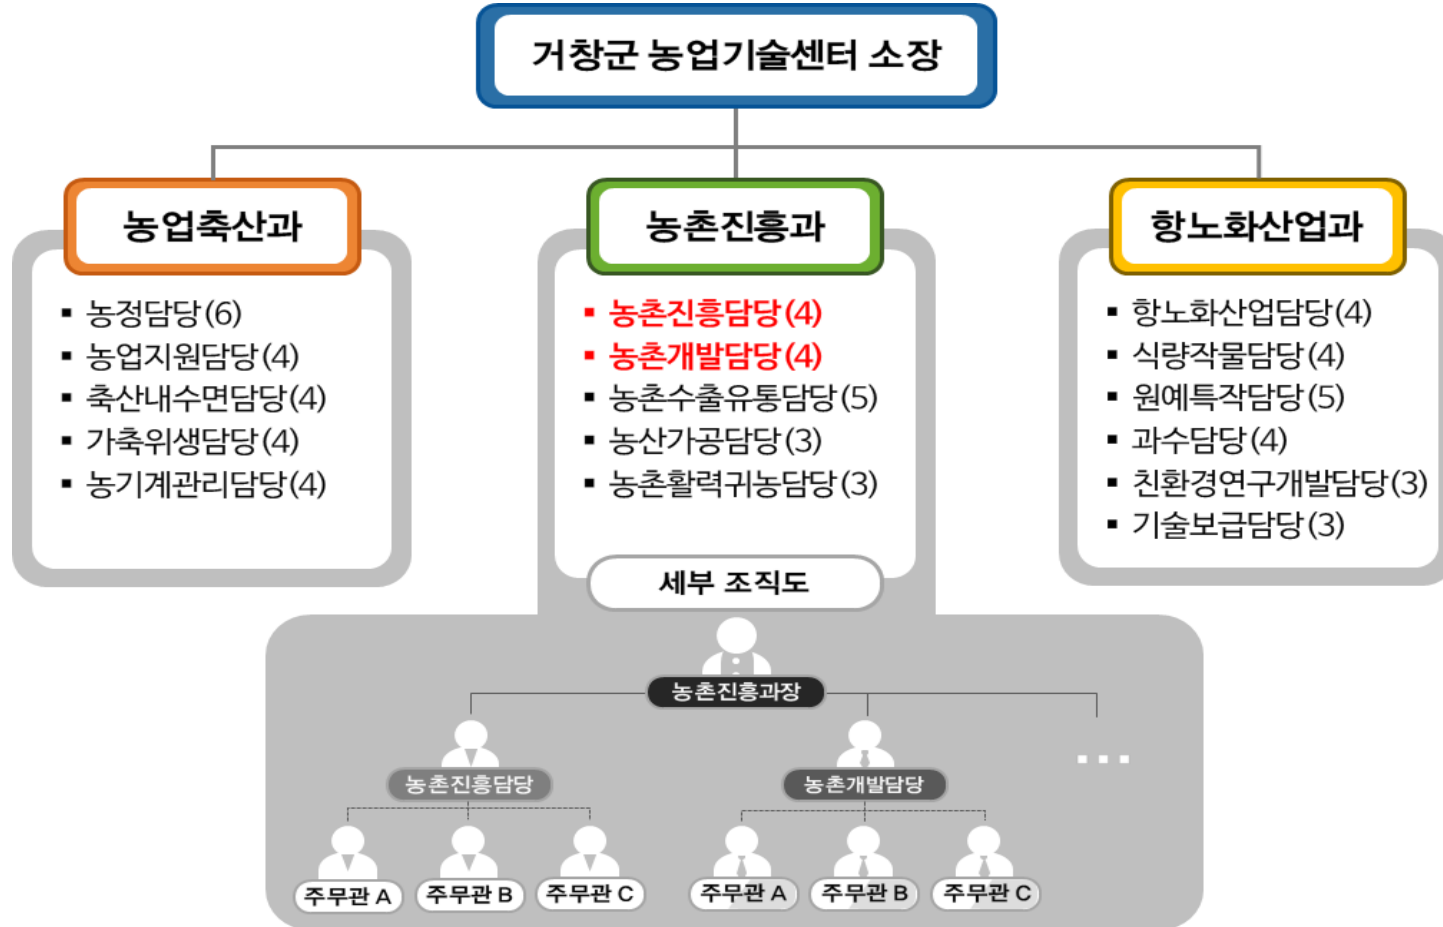 거창군 농업기술센터 소장
농업축산과
▪ 농정담당(6)
▪ 농업지원담당(4)
▪ 축산내수면담당(4)
▪ 가축위생담당(4)
▪ 농기계관리담당(4)
농촌진흥과
▪ 농촌진흥담당(4)
▪ 농촌개발담당(4)
▪ 농촌수출유통담당(5)
▪ 농산가공담당(3)
▪ 농촌활력귀농담당(3)
항노화산업과
▪ 항노화산업담당(4)
▪ 식량작물담당(4)
▪ 원예특작담당(5)
▪ 과수담당(4)
▪ 친환경연구개발담당(3)
▪ 기술보급담당(3)
세부 조직도
농촌진흥과장
농촌진흥담당
농촌개발담당
...
주무관 A
주무관 B
주무관 C
주무관 A
주무관 B
주무관 C